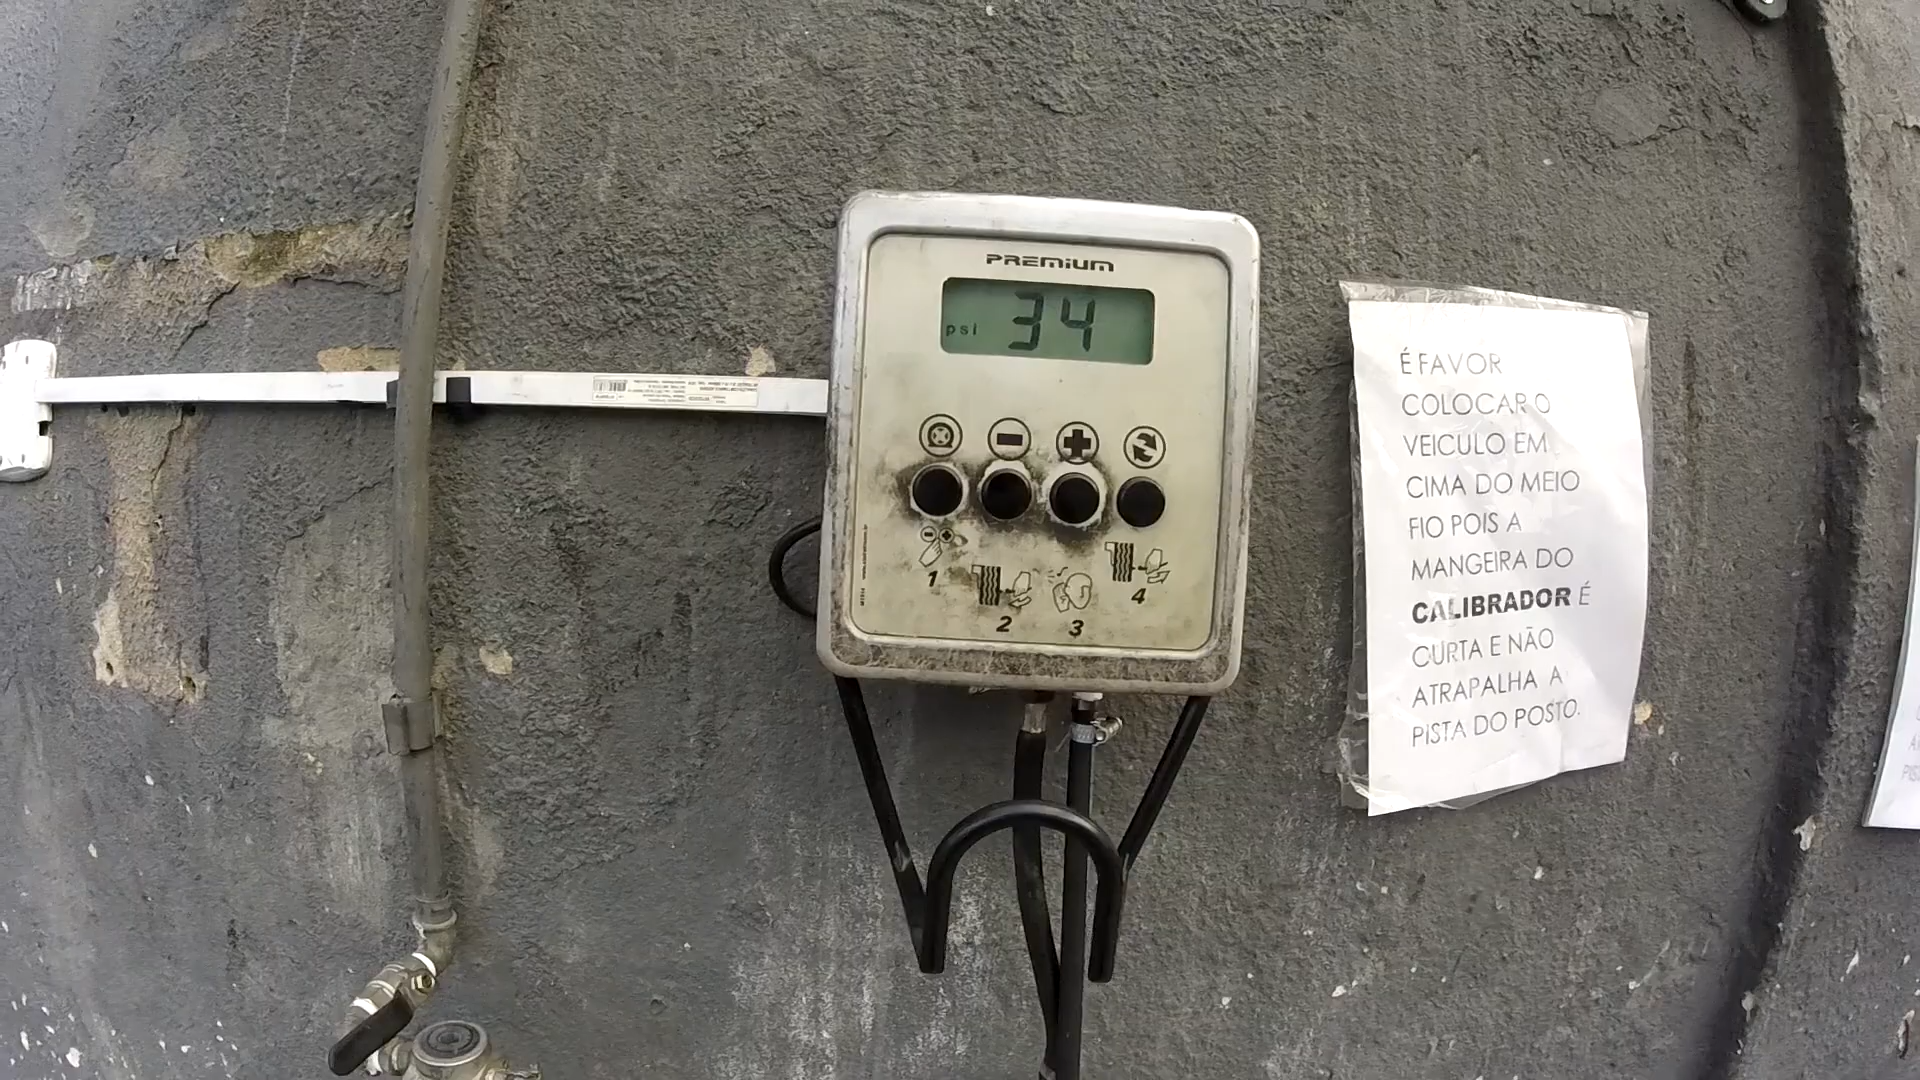 PREMIUM
psi 34
1
2
3
4
É FAVOR
COLOCAR O
VEICULO EM
CIMA DO MEIO
FIO POIS A
MANGEIRA DO
CALIBRADOR É
CURTA E NÃO
ATRAPALHA A
PISTA DO POSTO.